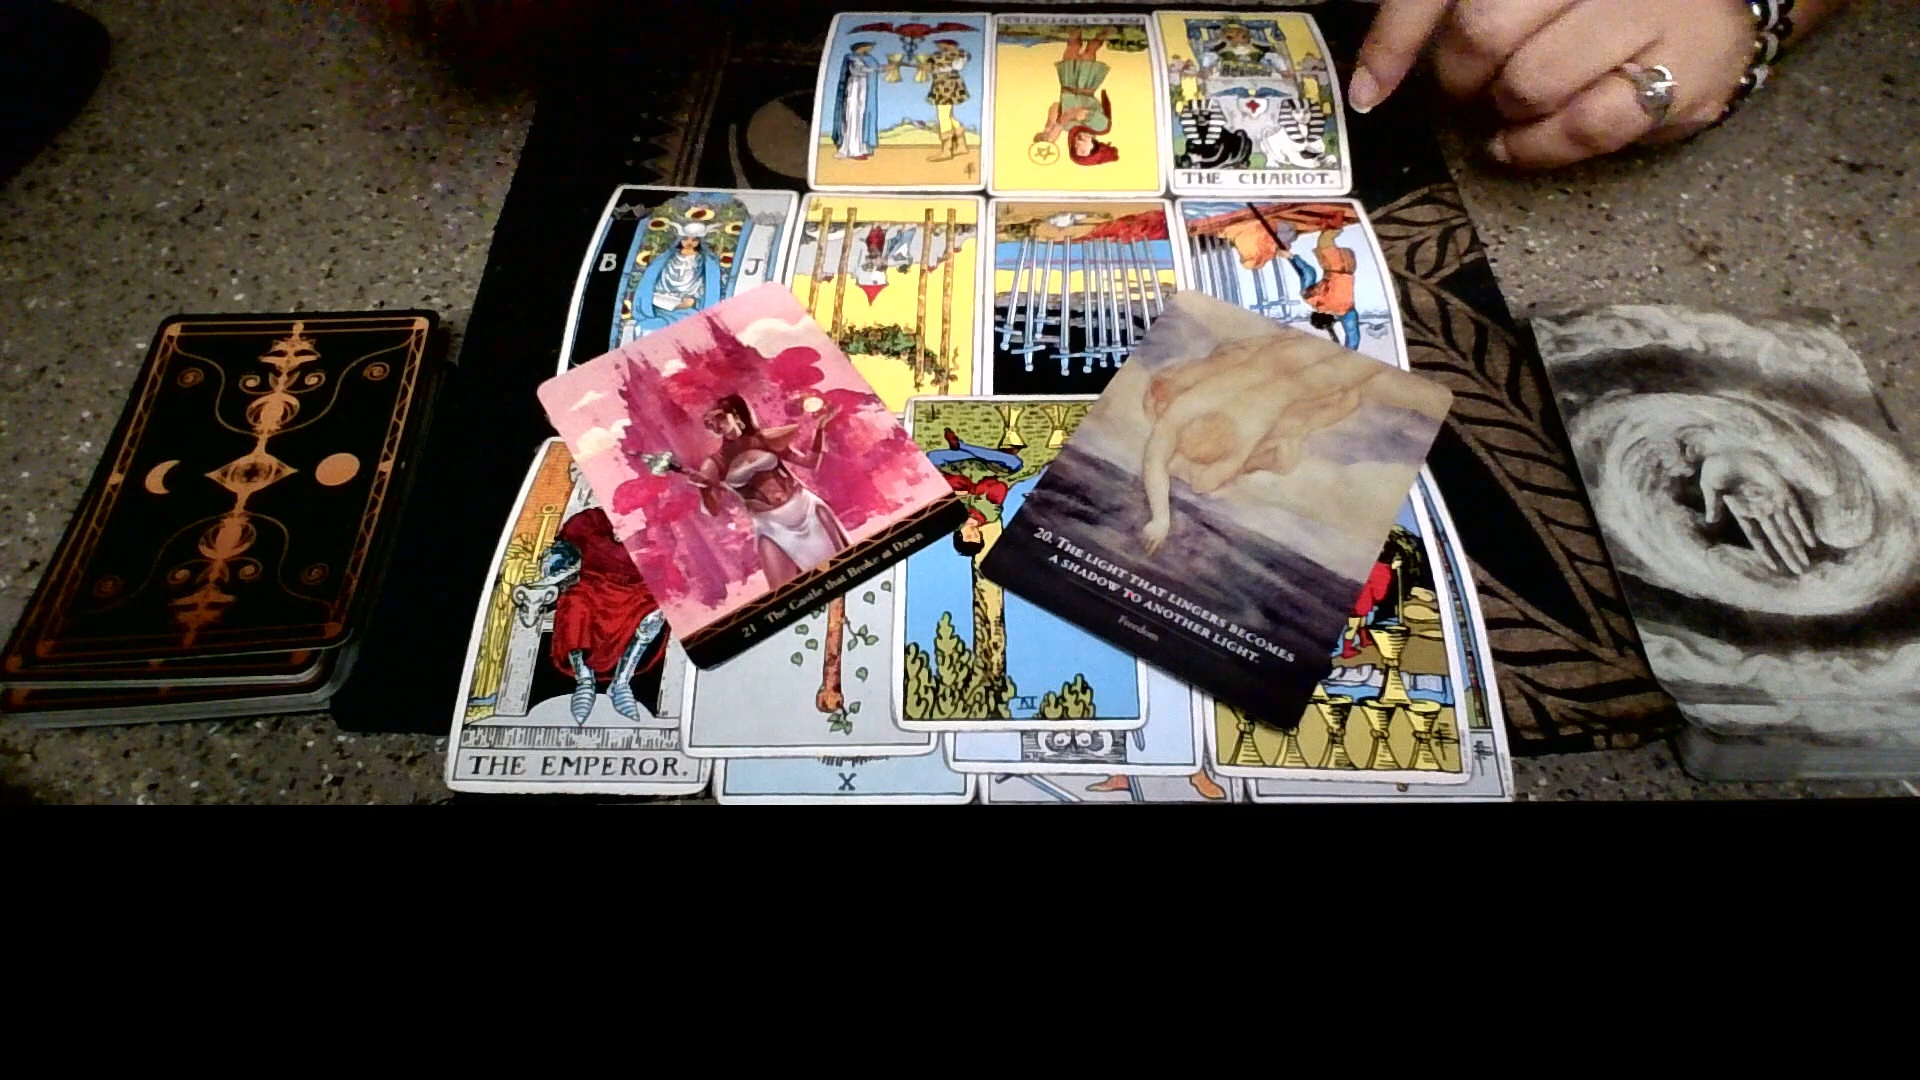 THE CHARIOT.
B J
21 The Castle that Broke at Dawn
20. THE LIGHT THAT LINGERS BECOMES
A SHADOW TO ANOTHER LIGHT.
Freedom
IV
THE EMPEROR.
X